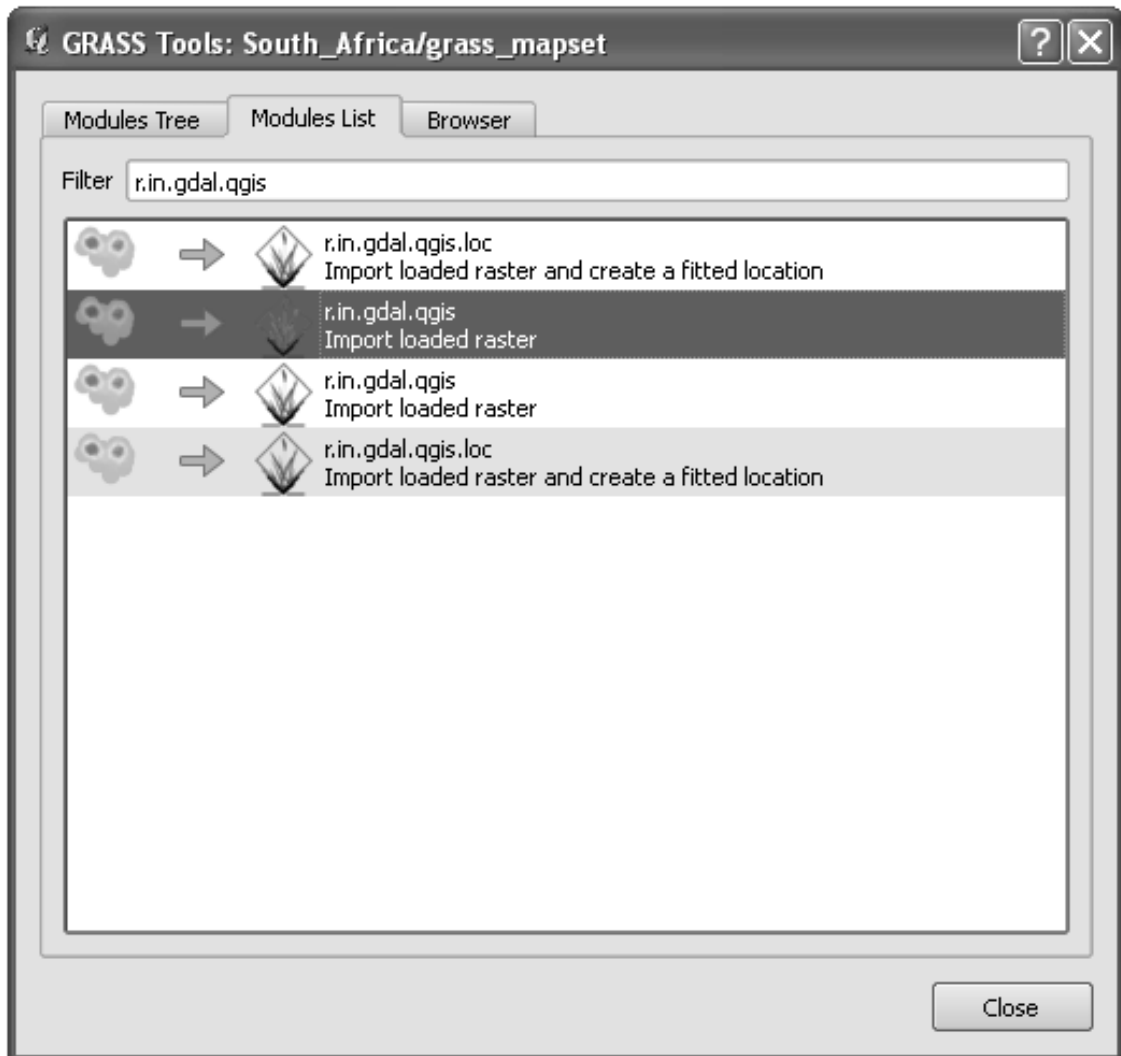 GRASS Tools: South_Africa/grass_mapset
Modules Tree Modules List Browser
Filter r.in.gdal.qgis
r.in.gdal.qgis.loc
Import loaded raster and create a fitted location
r.in.gdal.qgis
Import loaded raster
r.in.gdal.qgis
Import loaded raster
r.in.gdal.qgis.loc
Import loaded raster and create a fitted location
Close